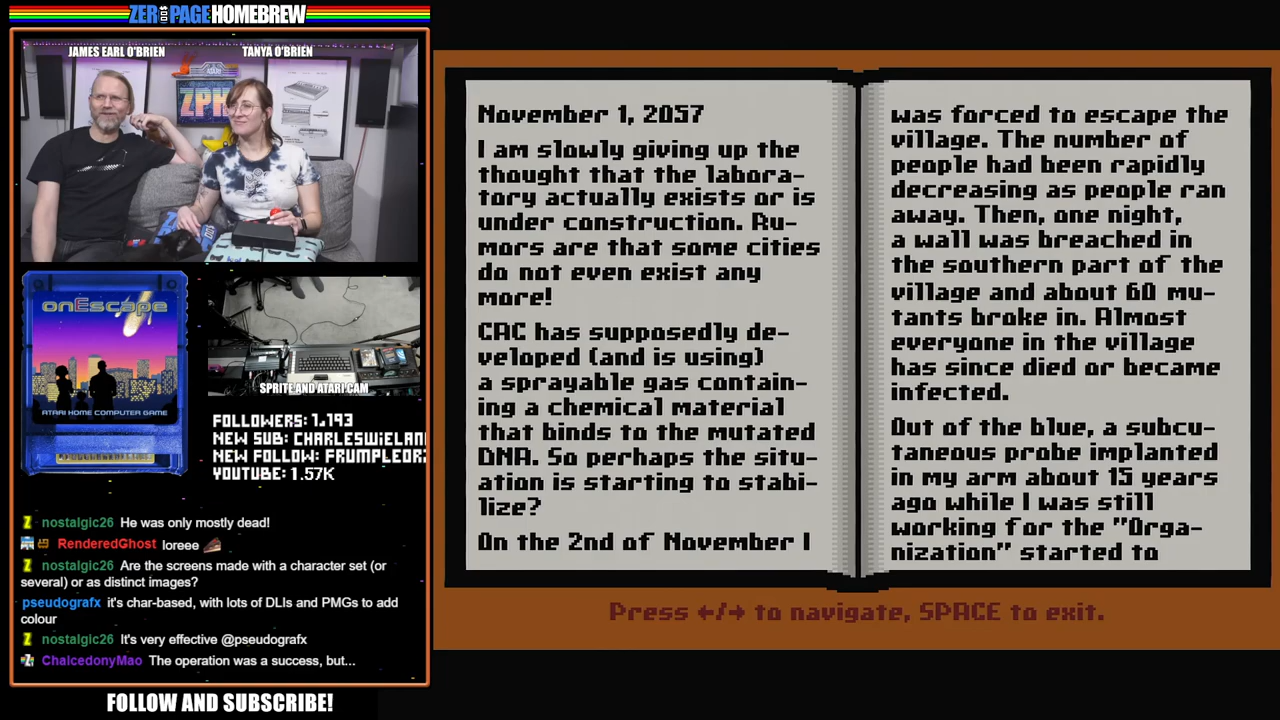 ZEROPAGE HOMEBREW
JAMES EARL O'BRIEN
TANYA O'BRIEN
ATARI
ZPH
onEscape
ATARI HOME COMPUTER GAME
SPRITE AND ATARI CAM
FOLLOWERS: 1,193
NEW SUB: CHARLESWIELAN
NEW FOLLOW: FRUMPLEORZ
YOUTUBE: 1.57K
nostalgic26 He was only mostly dead!
RenderedGhost loreee
nostalgic26 Are the screens made with a character set (or
several) or as distinct images?
pseudografx it's char-based, with lots of DLIs and PMGs to add
colour
nostalgic26 It's very effective @pseudografx
ChalcedonyMao The operation was a success, but...
FOLLOW AND SUBSCRIBE!
November 1, 2057
I am slowly giving up the
thought that the labora-
tory actually exists or is
under construction. Ru-
mors are that some cities
do not even exist any
more!
CAC has supposedly de-
veloped (and is using)
a sprayable gas contain-
ing a chemical material
that binds to the mutated
DNA. So perhaps the situ-
ation is starting to stabi-
lize?
On the 2nd of November I
was forced to escape the
village. The number of
people had been rapidly
decreasing as people ran
away. Then, one night,
a wall was breached in
the southern part of the
village and about 60 mu-
tants broke in. Almost
everyone in the village
has since died or became
infected.
Out of the blue, a subcu-
taneous probe implanted
in my arm about 15 years
ago while I was still
working for the "Orga-
nization" started to
Press ←/→ to navigate, SPACE to exit.